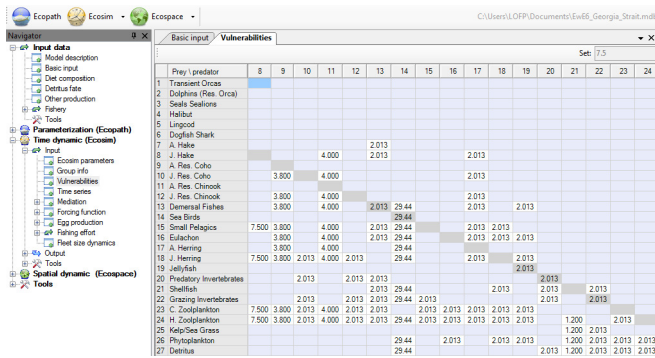 Ecopath Ecosim Ecospace C:\Users\LOFP\Documents\EwE6_Georgia_Strait.mdb
Navigator Basic input Vulnerabilities
Set: 7.5
Input data
Model description
Basic input
Diet composition
Detritus fate
Other production
Fishery
Tools
Parameterization (Ecopath)
Time dynamic (Ecosim)
Input
Ecosim parameters
Group info
Vulnerabilities
Time series
Mediation
Forcing function
Egg production
Fishing effort
Fleet size dynamics
Output
Tools
Spatial dynamic (Ecospace)
Tools
Prey \ predator 8 9 10 11 12 13 14 15 16 17 18 19 20 21 22 23 24
1 Transient Orcas
2 Dolphins (Res. Orca)
3 Seals Sealions
4 Halibut
5 Lingcod
6 Dogfish Shark
7 A. Hake 2.013
8 J. Hake 4.000 2.013 2.013
9 A. Res. Coho
10 J. Res. Coho 3.800 4.000 2.013
11 A. Res. Chinook
12 J. Res. Chinook 3.800 4.000 2.013
13 Demersal Fishes 3.800 4.000 2.013 29.44 2.013 2.013
14 Sea Birds 29.44
15 Small Pelagics 7.500 3.800 4.000 2.013 29.44 2.013 2.013
16 Eulachon 3.800 4.000 2.013 29.44 2.013 2.013 2.013
17 A. Herring 3.800 4.000 29.44
18 J. Herring 7.500 3.800 2.013 4.000 2.013 29.44 2.013 2.013
19 Jellyfish 2.013
20 Predatory Invertebrates 2.013 2.013 2.013 2.013
21 Shellfish 2.013 29.44 2.013 2.013 2.013
22 Grazing Invertebrates 2.013 2.013 2.013 29.44 2.013 2.013 2.013
23 C. Zooplankton 7.500 3.800 2.013 4.000 2.013 2.013 29.44 2.013 2.013 2.013 2.013 2.013
24 H. Zooplankton 7.500 3.800 2.013 4.000 2.013 2.013 29.44 2.013 2.013 2.013 2.013 2.013 1.200 2.013
25 Kelp/Sea Grass 1.200 2.013
26 Phytoplankton 29.44 2.013 2.013 2.013 1.200 2.013 2.013 2.013
27 Detritus 29.44 2.013 1.200 2.013 2.013 2.013